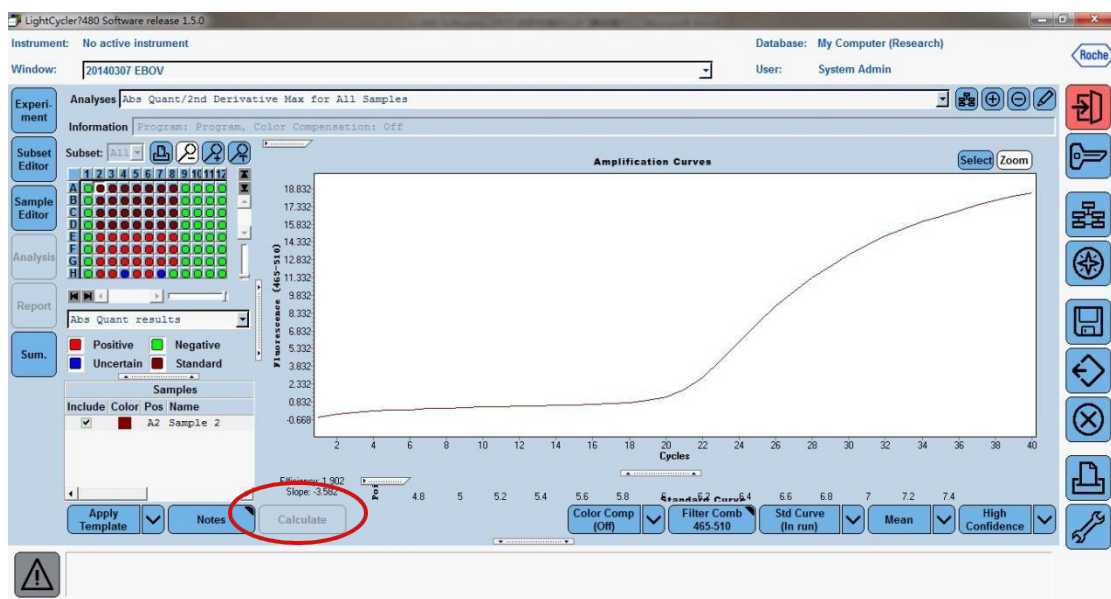 LightCycler?480 Software release 1.5.0
Instrument: No active instrument
Database: My Computer (Research)
Roche
Window: 20140307 EBOV
User: System Admin
Experi-
ment
Analyses Abs Quant/2nd Derivative Max for All Samples
Information Program: Program, Color Compensation: Off
Subset
Editor
Subset: All
Amplification Curves
Select Zoom
1 2 3 4 5 6 7 8 9 10 11 12
A
B
C
D
E
F
G
H
Sample
Editor
Analysis
Report
Sum.
18.832
17.332
15.832
14.332
12.832
11.332
9.832
8.332
6.832
5.332
3.832
2.332
0.832
-0.668
Fluorescence (465-510)
2 4 6 8 10 12 14 16 18 20 22 24 26 28 30 32 34 36 38 40
Cycles
Abs Quant results
Positive Negative
Uncertain Standard
Samples
Include Color Pos Name
A2 Sample 2
Efficiency: 1.902
Slope: -3.582
4.8 5 5.2 5.4 5.6 5.8 6 6.2 6.4 6.6 6.8 7 7.2 7.4
Standard Curve
Apply
Template
Notes
Calculate
Color Comp
(Off)
Filter Comb
465-510
Std Curve
(In run)
Mean
High
Confidence